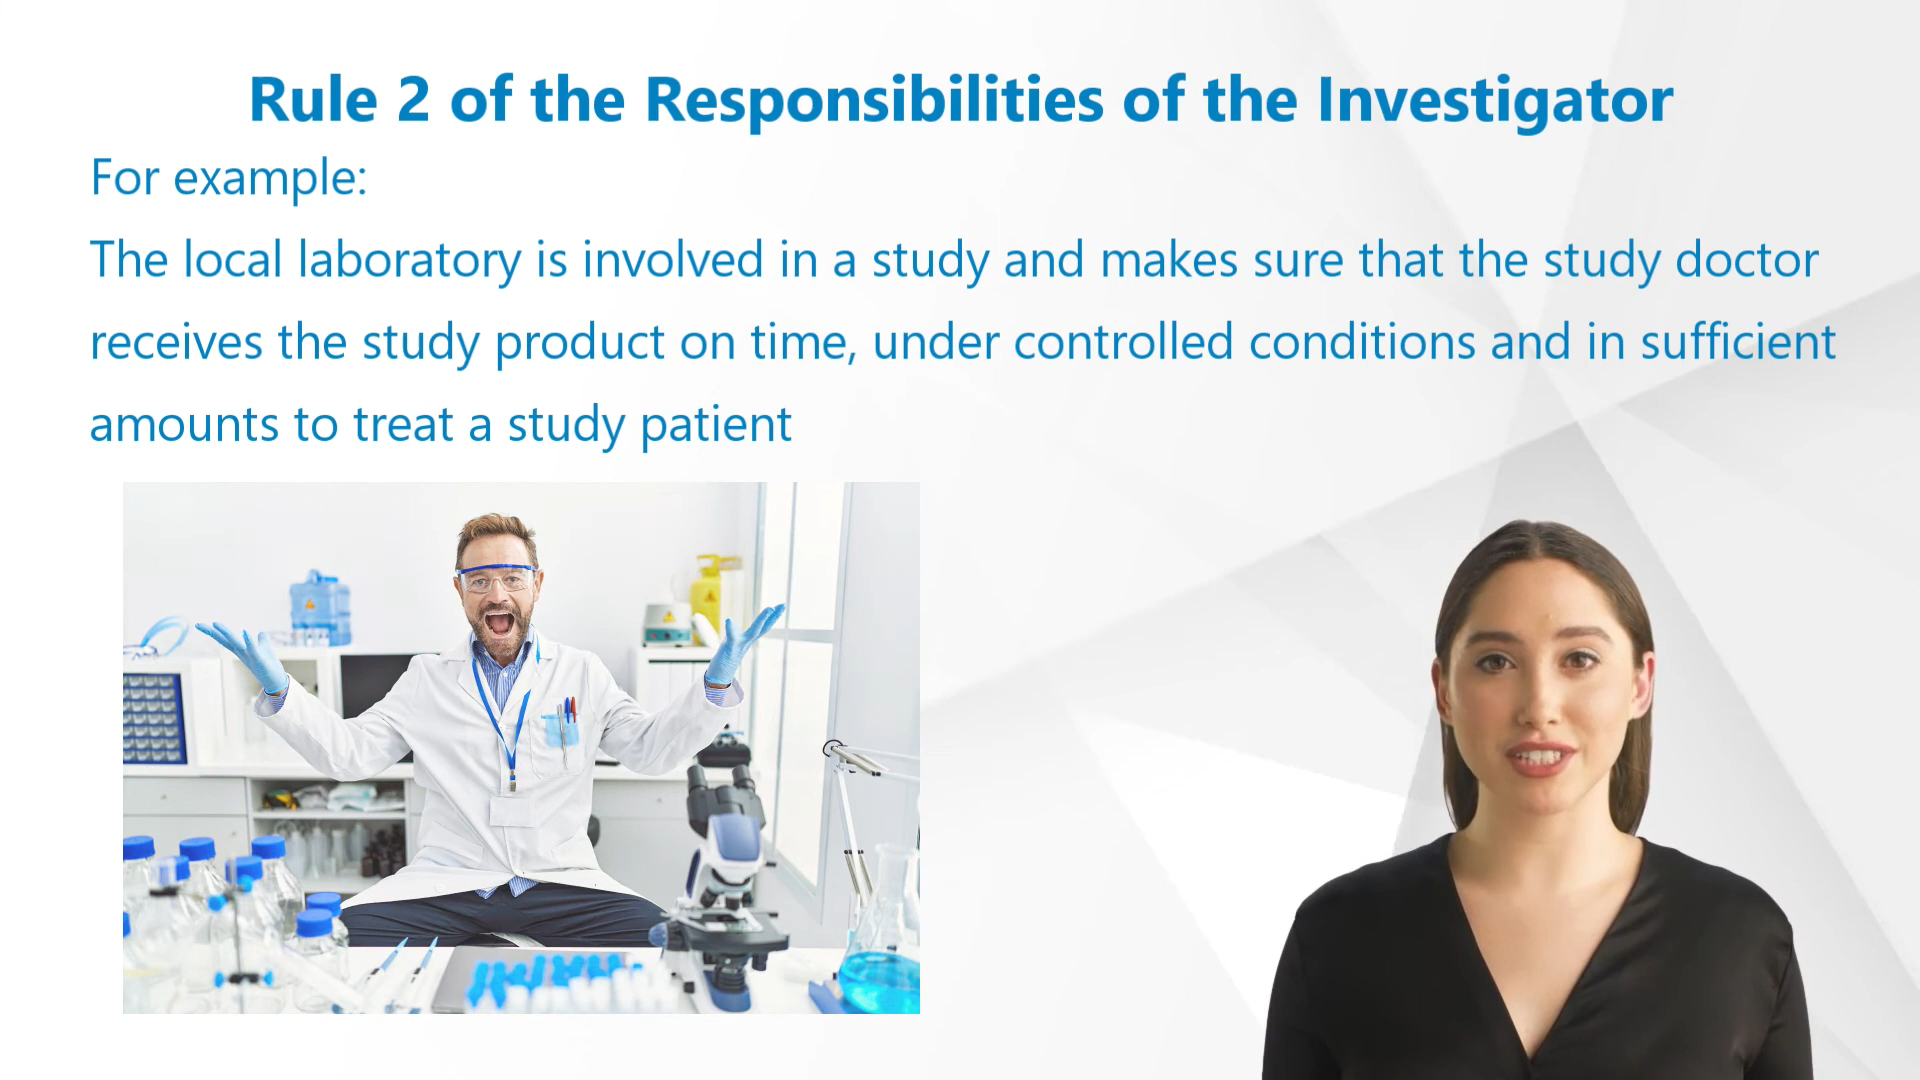 Rule 2 of the Responsibilities of the Investigator
For example:
The local laboratory is involved in a study and makes sure that the study doctor
receives the study product on time, under controlled conditions and in sufficient
amounts to treat a study patient